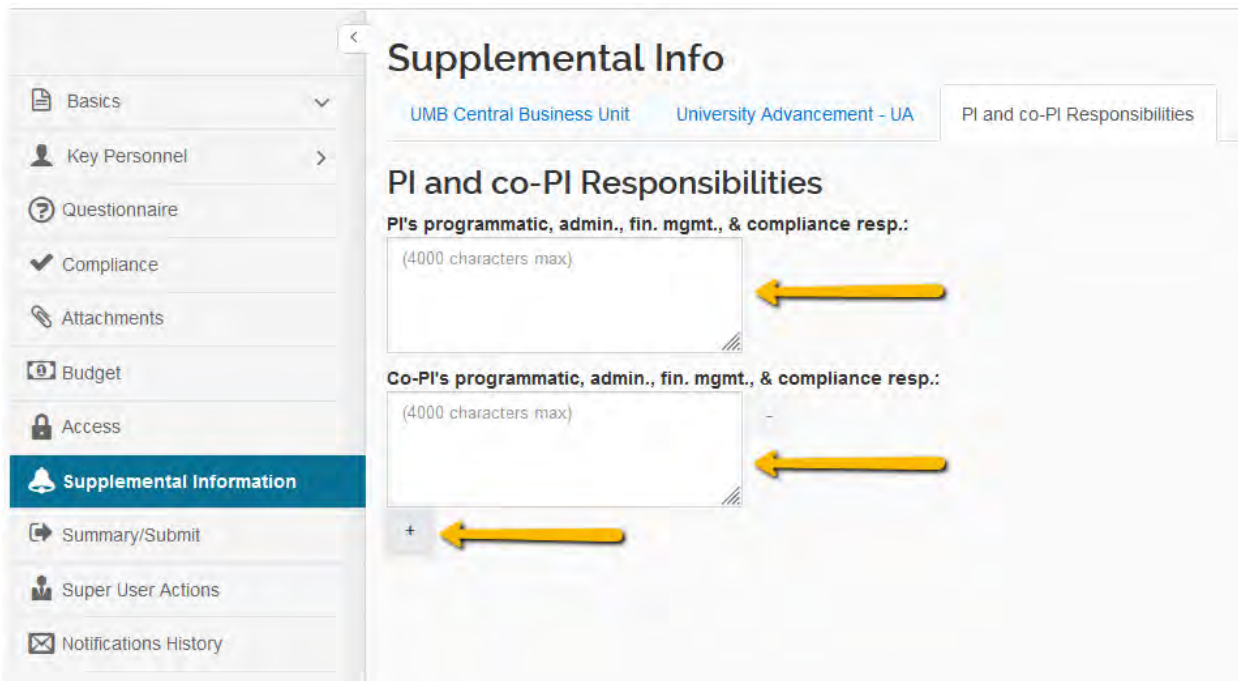 Supplemental Info
Basics
Key Personnel
Questionnaire
Compliance
Attachments
Budget
Access
Supplemental Information
Summary/Submit
Super User Actions
Notifications History
UMB Central Business Unit
University Advancement - UA
PI and co-PI Responsibilities
PI and co-PI Responsibilities
PI's programmatic, admin., fin. mgmt., & compliance resp.:
(4000 characters max)
Co-PI's programmatic, admin., fin. mgmt., & compliance resp.:
(4000 characters max)
-
+